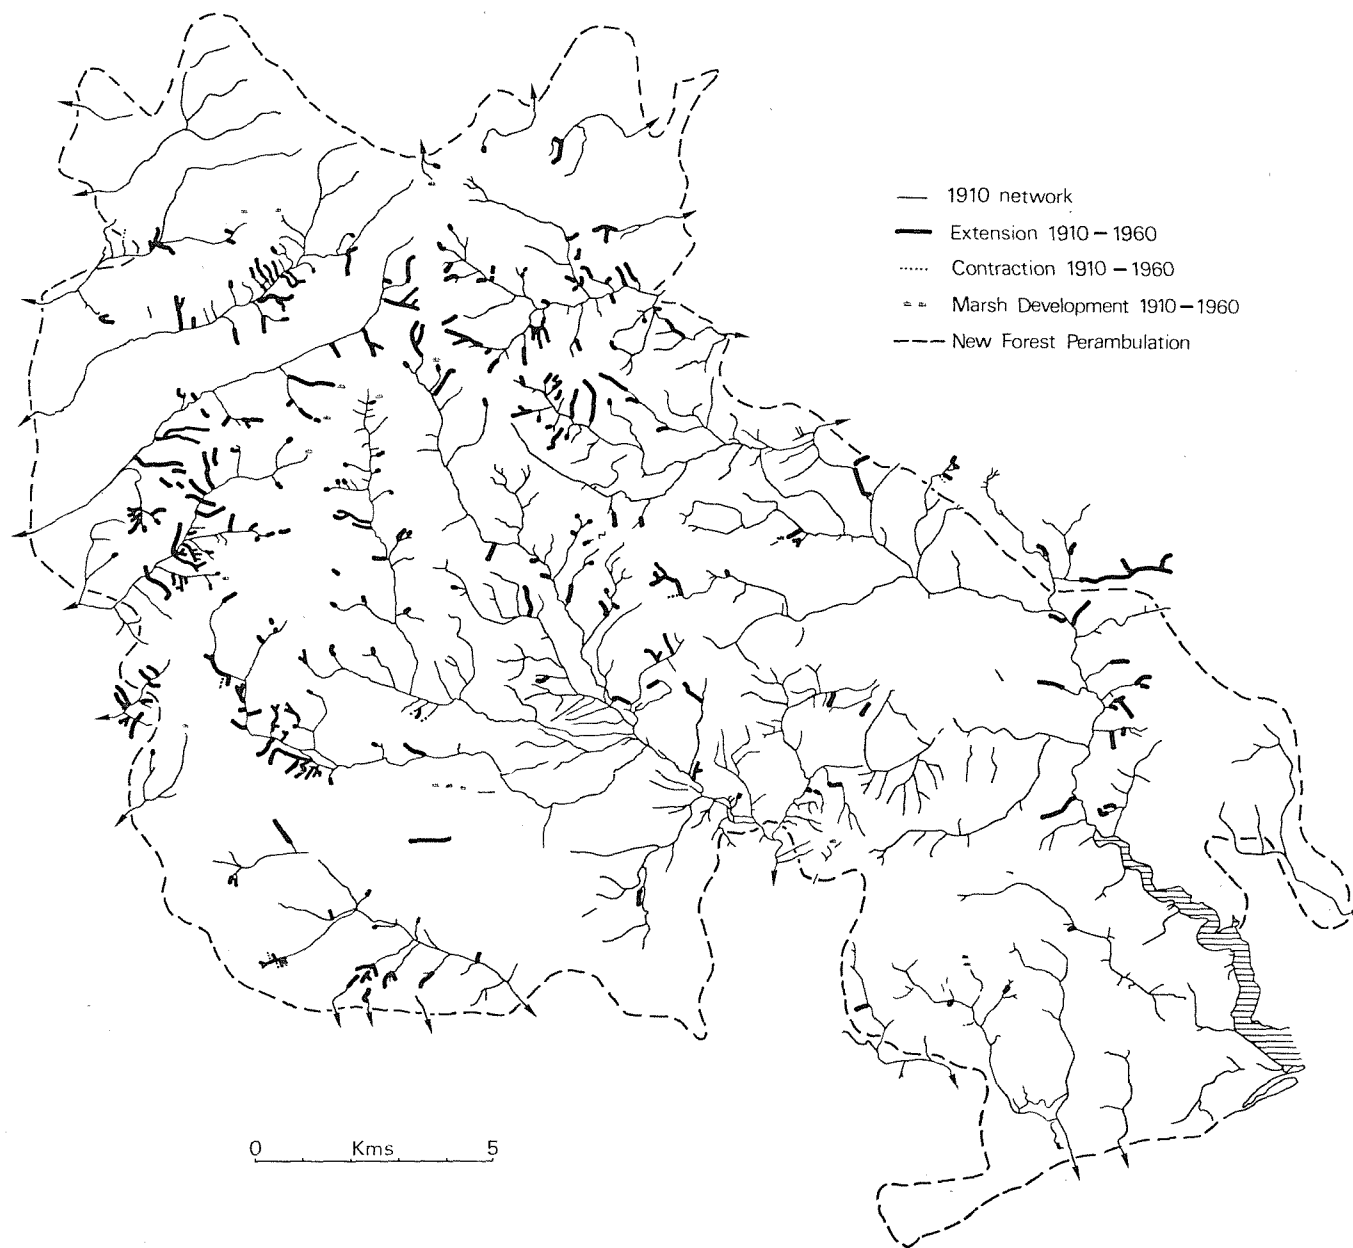 1910 network
Extension 1910-1960
Contraction 1910-1960
Marsh Development 1910-1960
New Forest Perambulation
0 Kms 5